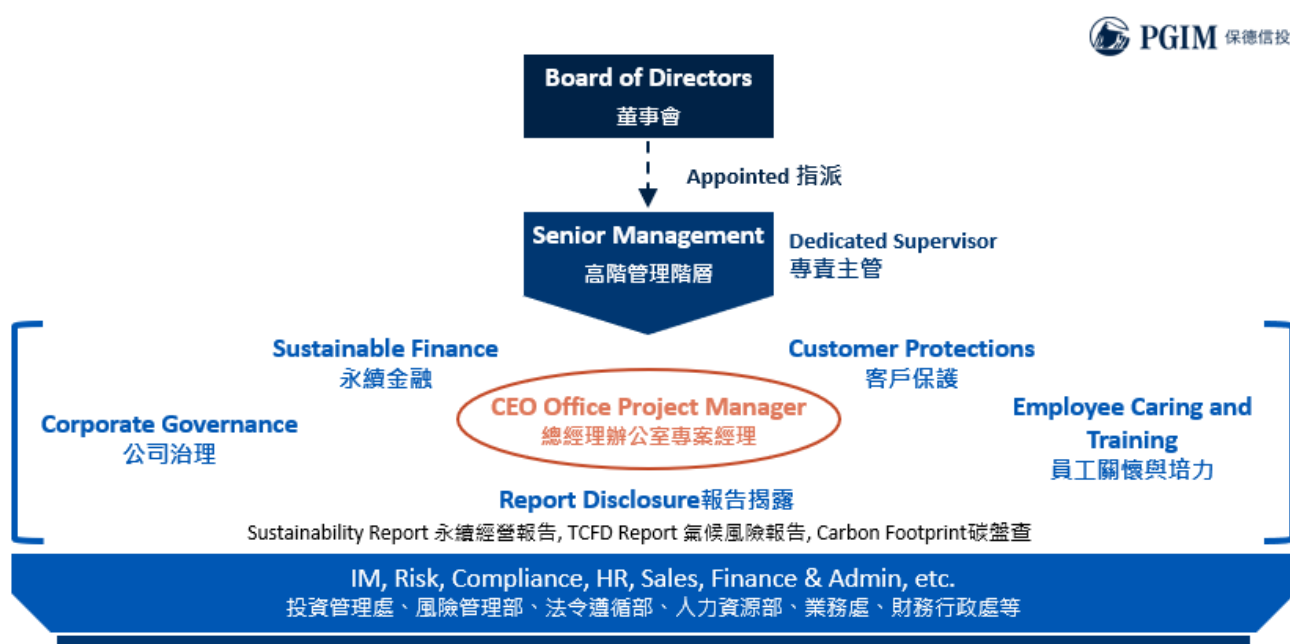 PGIM 保德信投
Board of Directors
董事會
Appointed 指派
Senior Management
高階管理階層
Dedicated Supervisor
專責主管
Sustainable Finance
永續金融
Customer Protections
客戶保護
Corporate Governance
公司治理
CEO Office Project Manager
總經理辦公室專案經理
Employee Caring and
Training
員工關懷與培力
Report Disclosure報告揭露
Sustainability Report 永續經營報告, TCFD Report 氣候風險報告, Carbon Footprint碳盤查
IM, Risk, Compliance, HR, Sales, Finance & Admin, etc.
投資管理處、風險管理部、法令遵循部、人力資源部、業務處、財務行政處等